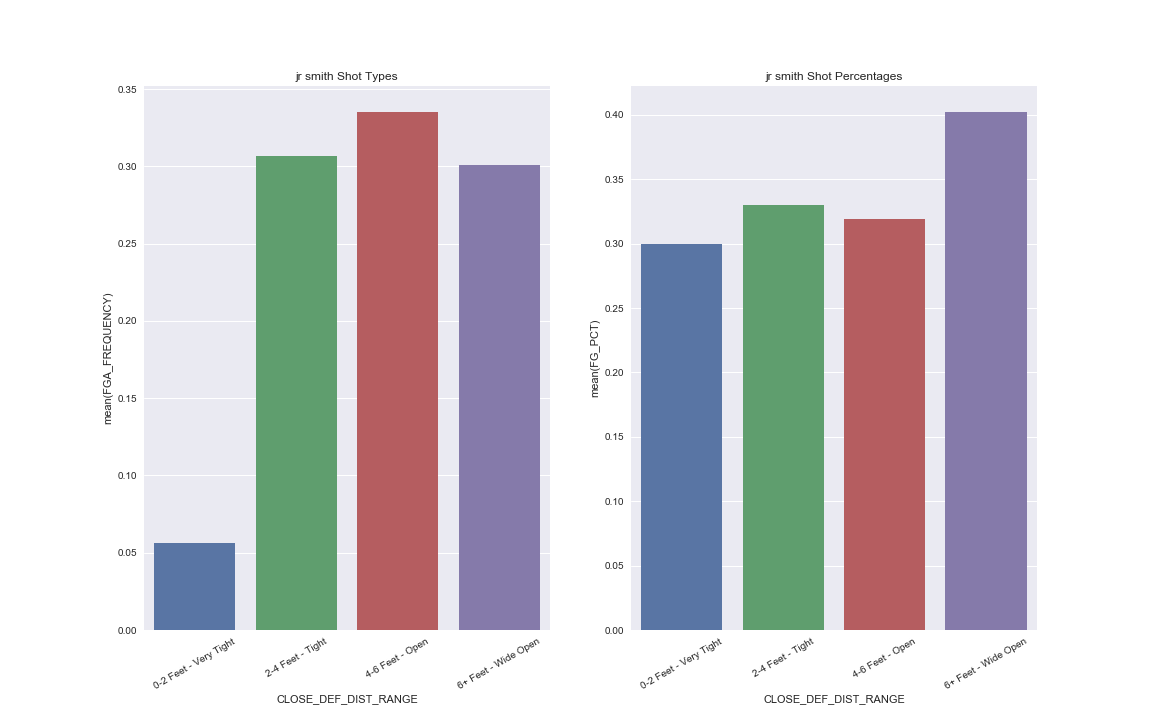 jr smith Shot Types
0.35
0.30
0.25
0.20
0.15
0.10
0.05
0.00
mean(FGA_FREQUENCY)
0-2 Feet - Very Tight
2-4 Feet - Tight
4-6 Feet - Open
6+ Feet - Wide Open
CLOSE_DEF_DIST_RANGE
jr smith Shot Percentages
0.40
0.35
0.30
0.25
0.20
0.15
0.10
0.05
0.00
mean(FG_PCT)
0-2 Feet - Very Tight
2-4 Feet - Tight
4-6 Feet - Open
6+ Feet - Wide Open
CLOSE_DEF_DIST_RANGE